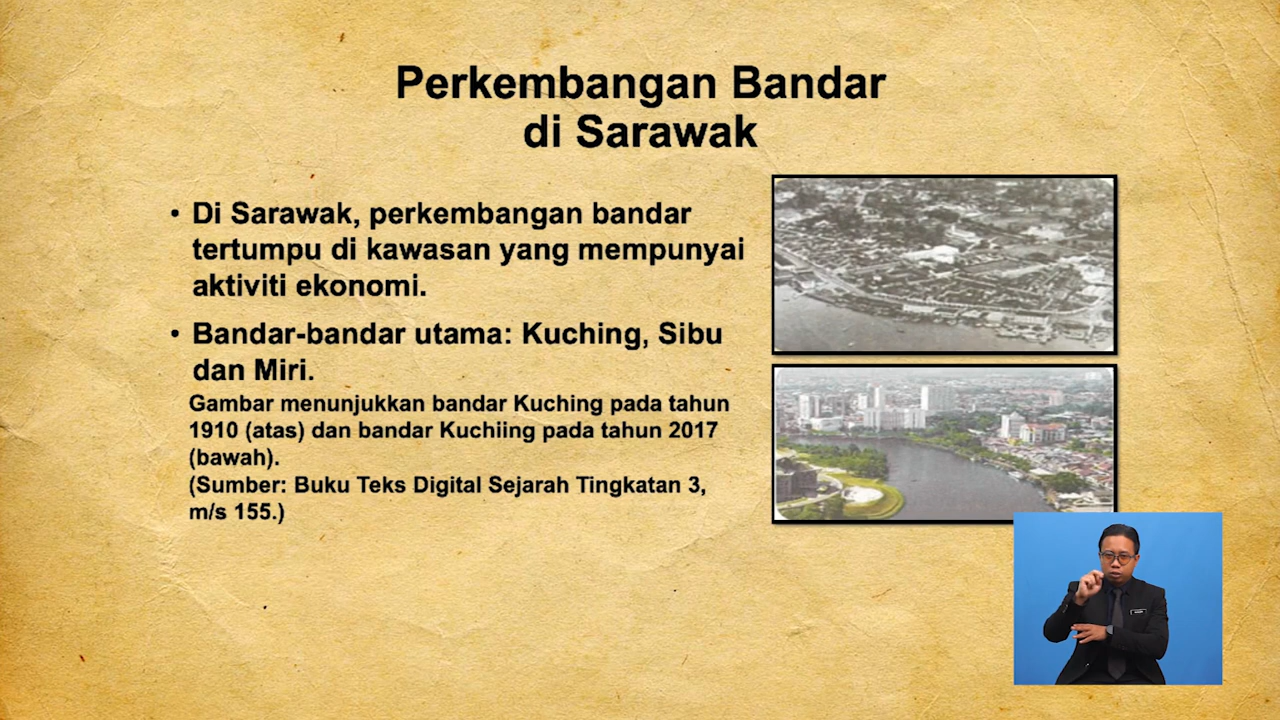 Perkembangan Bandar
di Sarawak
• Di Sarawak, perkembangan bandar
tertumpu di kawasan yang mempunyai
aktiviti ekonomi.
• Bandar-bandar utama: Kuching, Sibu
dan Miri.
Gambar menunjukkan bandar Kuching pada tahun
1910 (atas) dan bandar Kuchiing pada tahun 2017
(bawah).
(Sumber: Buku Teks Digital Sejarah Tingkatan 3,
m/s 155.)